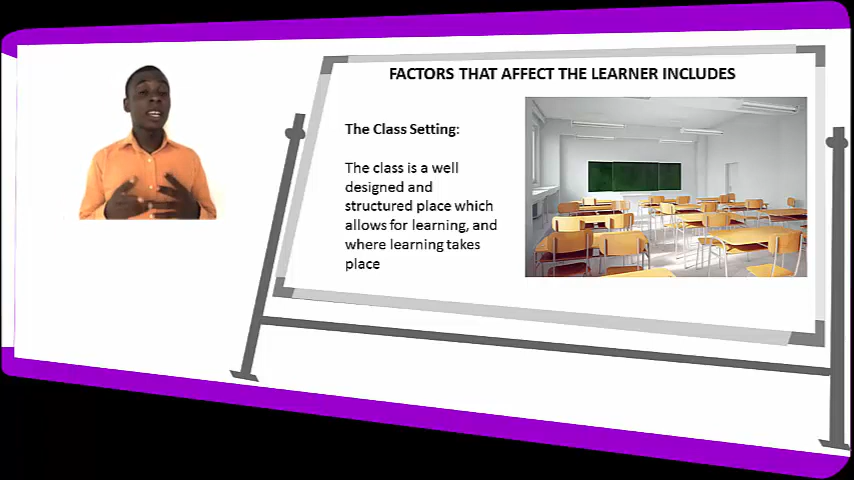 FACTORS THAT AFFECT THE LEARNER INCLUDES
The Class Setting:
The class is a well
designed and
structured place which
allows for learning, and
where learning takes
place